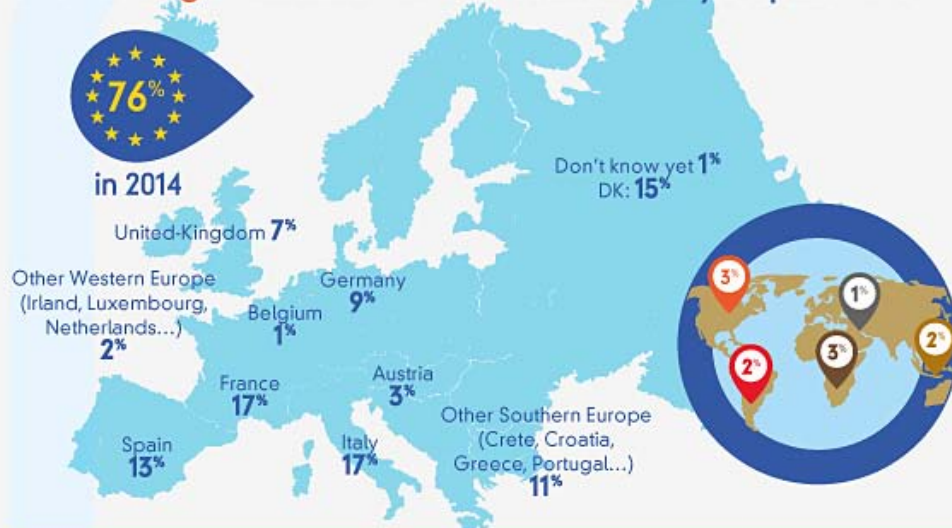 76%
in 2014
Don't know yet 1%
DK: 15%
United-Kingdom 7%
Other Western Europe
(Irland, Luxembourg,
Netherlands...)
2%
Germany
9%
Belgium
1%
France
17%
Austria
3%
Spain
13%
Italy
17%
Other Southern Europe
(Crete, Croatia,
Greece, Portugal...)
11%
3%
1%
2%
2%
3%